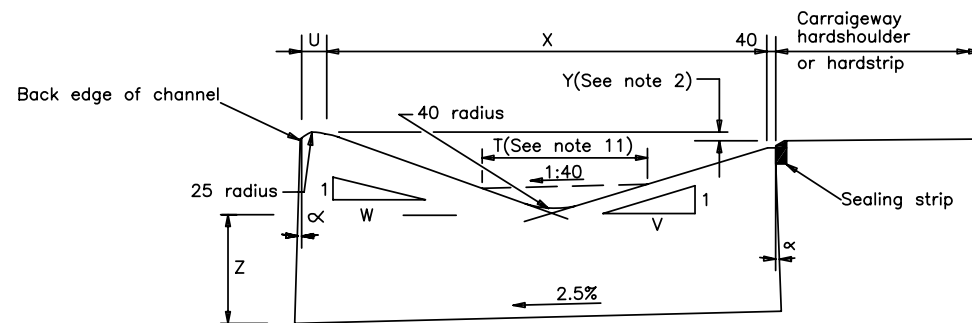 U
X
40
Carraigeway
hardshoulder
or hardstrip
Y(See note 2)
Back edge of channel
40 radius
T(See note 11)
1:40
25 radius
1
W
1
V
Sealing strip
α
α
Z
2.5%